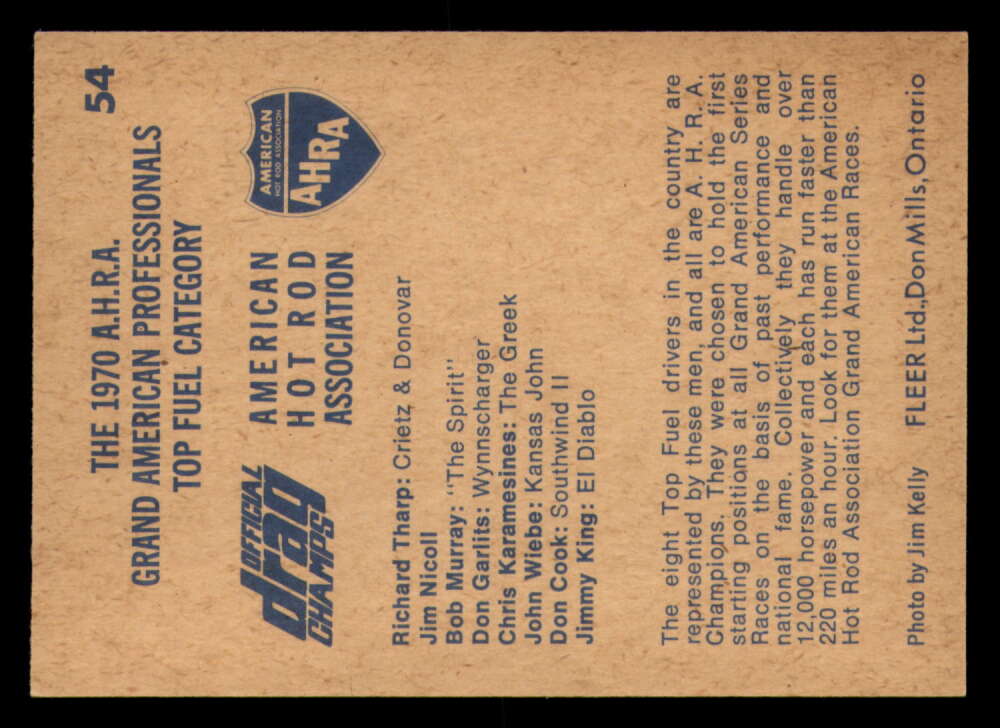 THE 1970 A.H.R.A. 54
GRAND AMERICAN PROFESSIONALS
TOP FUEL CATEGORY
OFFICIAL
drag
CHAMPS
AMERICAN
HOT ROD
ASSOCIATION
AMERICAN
HOT ROD ASSOCIATION
AHRA
Richard Tharp: Crietz & Donovar
Jim Nicoll
Bob Murray: "The Spirit"
Don Garlits: Wynnscharger
Chris Karamesines: The Greek
John Wiebe: Kansas John
Don Cook: Southwind II
Jimmy King: El Diablo
The eight Top Fuel drivers in the country are
represented by these men, and all are A. H. R. A.
Champions. They were chosen to hold the first
starting positions at all Grand American Series
Races on the basis of past performance and
national fame. Collectively they handle over
12,000 horsepower and each has run faster than
220 miles an hour. Look for them at the American
Hot Rod Association Grand American Races.
Photo by Jim Kelly FLEER Ltd., Don Mills, Ontario